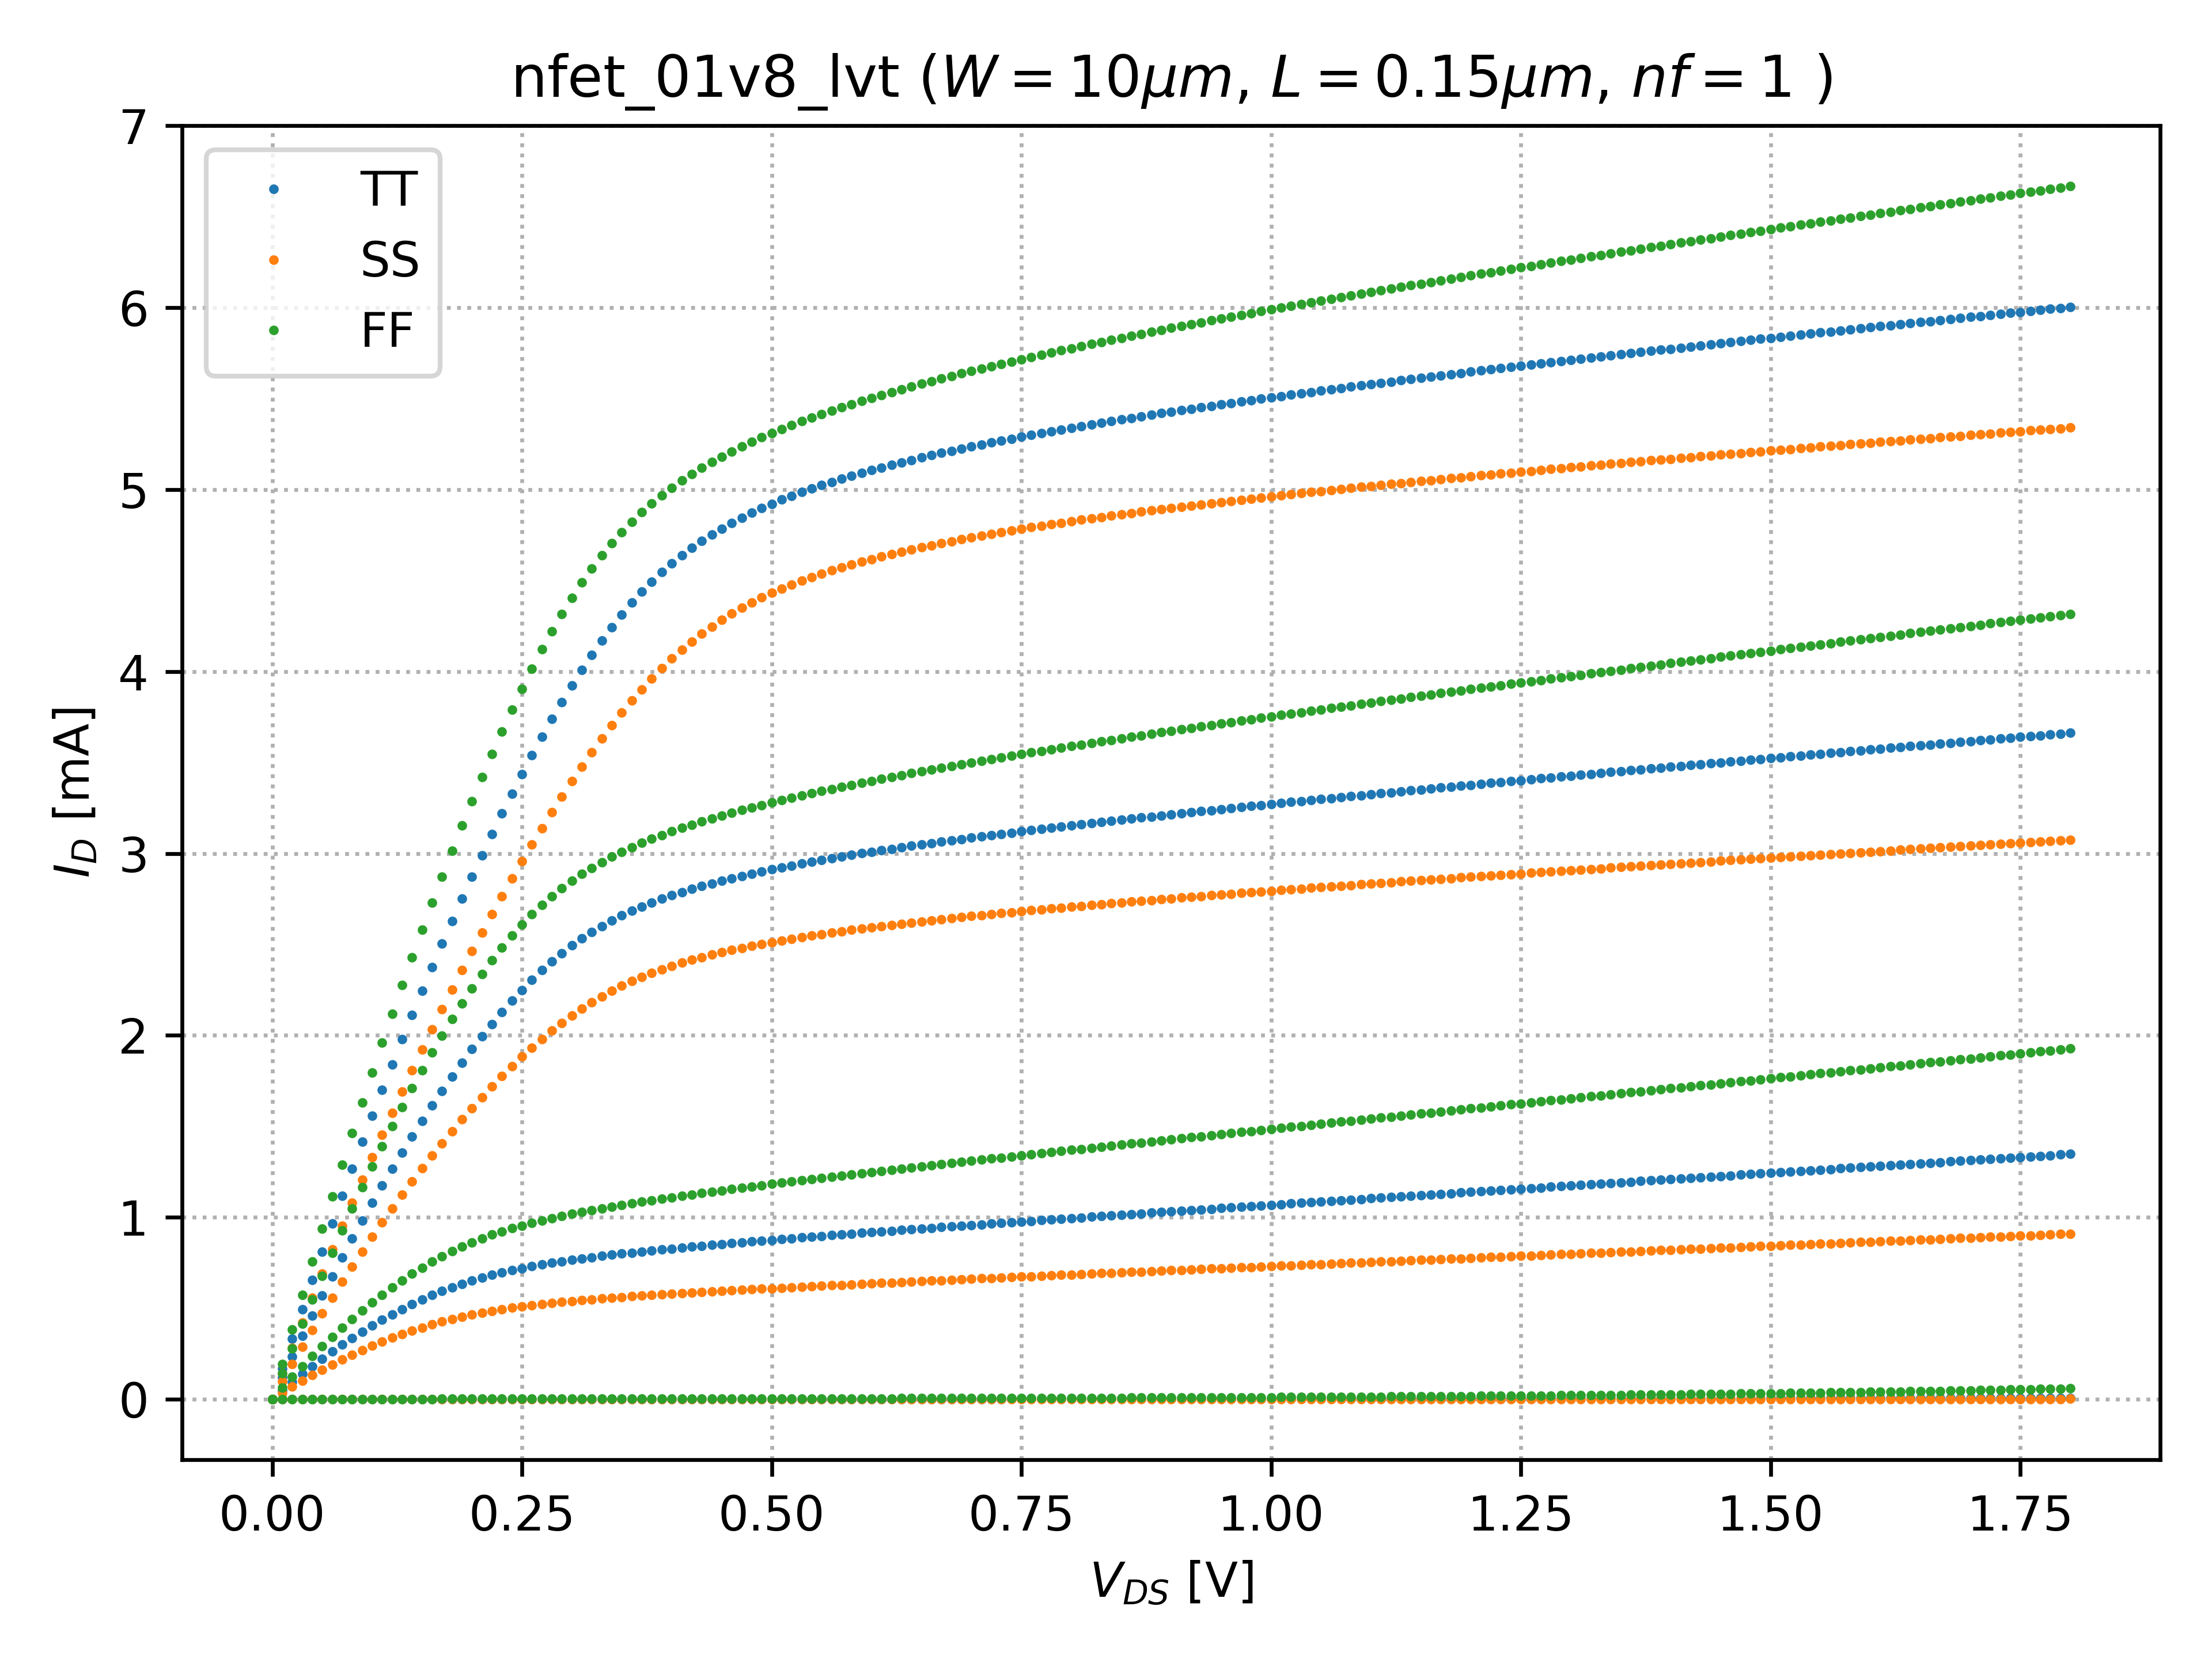 nfet_01v8_lvt (W = 10μm, L = 0.15μm, nf = 1 )
7
TT
SS
FF
6
5
4
3
2
1
0
I_D [mA]
0.00 0.25 0.50 0.75 1.00 1.25 1.50 1.75
V_DS [V]